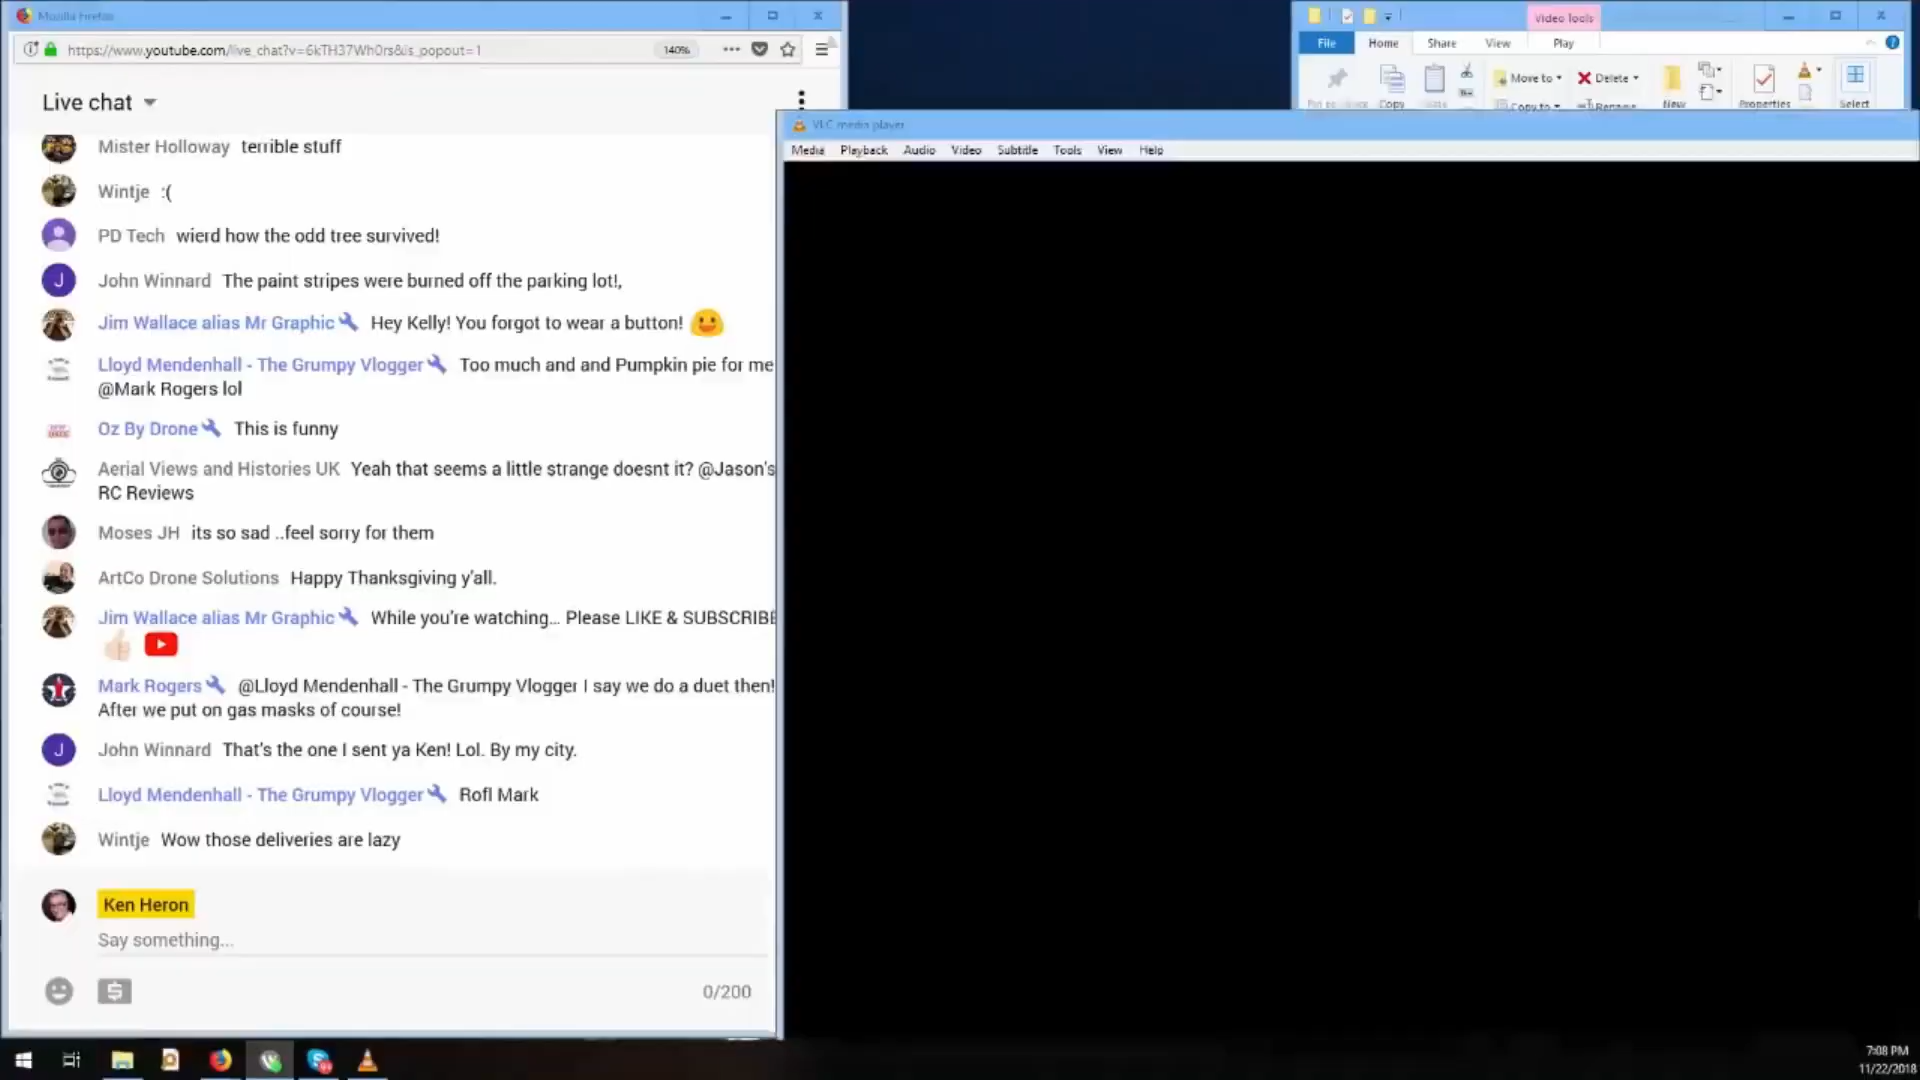 Mozilla Firefox
https://www.youtube.com/live_chat?v=6kTH37Wh0rs&is_popout=1
140%
Live chat
Mister Holloway terrible stuff
Wintje :(
PD Tech wierd how the odd tree survived!
J
John Winnard The paint stripes were burned off the parking lot!,
Jim Wallace alias Mr Graphic Hey Kelly! You forgot to wear a button!
Lloyd Mendenhall - The Grumpy Vlogger Too much and and Pumpkin pie for me
@Mark Rogers lol
Oz By Drone This is funny
Aerial Views and Histories UK Yeah that seems a little strange doesnt it? @Jason's
RC Reviews
Moses JH its so sad ..feel sorry for them
ArtCo Drone Solutions Happy Thanksgiving y'all.
Jim Wallace alias Mr Graphic While you're watching... Please LIKE & SUBSCRIBE
Mark Rogers @Lloyd Mendenhall - The Grumpy Vlogger I say we do a duet then!
After we put on gas masks of course!
J
John Winnard That's the one I sent ya Ken! Lol. By my city.
Lloyd Mendenhall - The Grumpy Vlogger Rofl Mark
Wintje Wow those deliveries are lazy
Ken Heron
Say something...
0/200
Video Tools
File Home Share View Play
Move to Delete
Copy New Properties Select
Copy to Rename
VLC media player
Media Playback Audio Video Subtitle Tools View Help
7:08 PM
11/22/2018